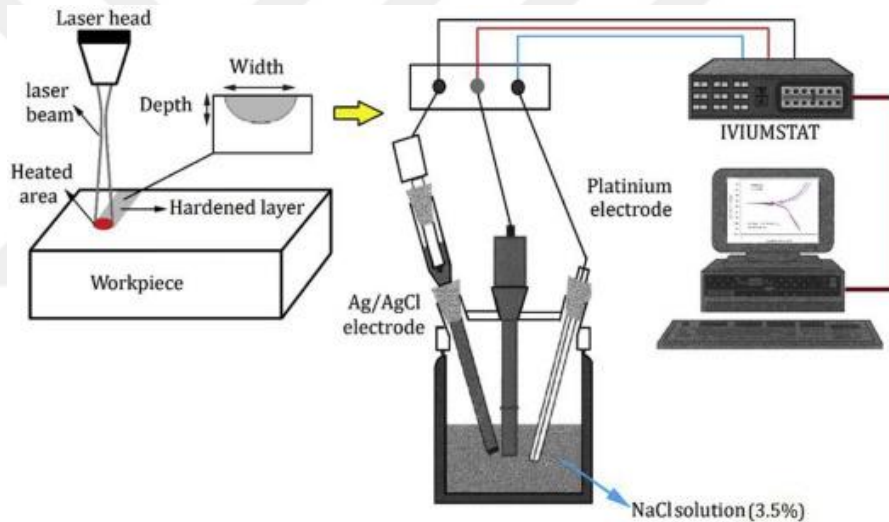 Laser head
laser
beam
Width
Depth
Heated
area
Hardened layer
Workpiece
IVIUMSTAT
Platinium
electrode
Ag/AgCl
electrode
NaCl solution (3.5%)